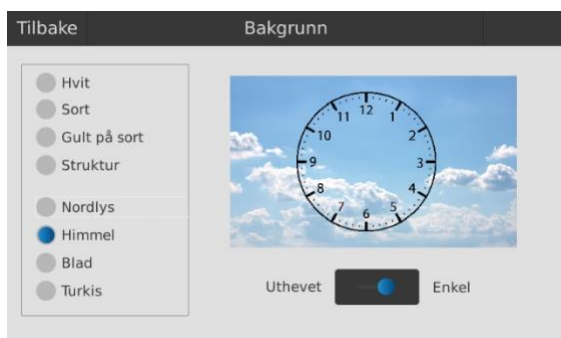 Tilbake
Bakgrunn
Hvit
Sort
Gult på sort
Struktur
Nordlys
Himmel
Blad
Turkis
12
1
2
3
4
5
6
7
8
9
10
11
Uthevet
Enkel